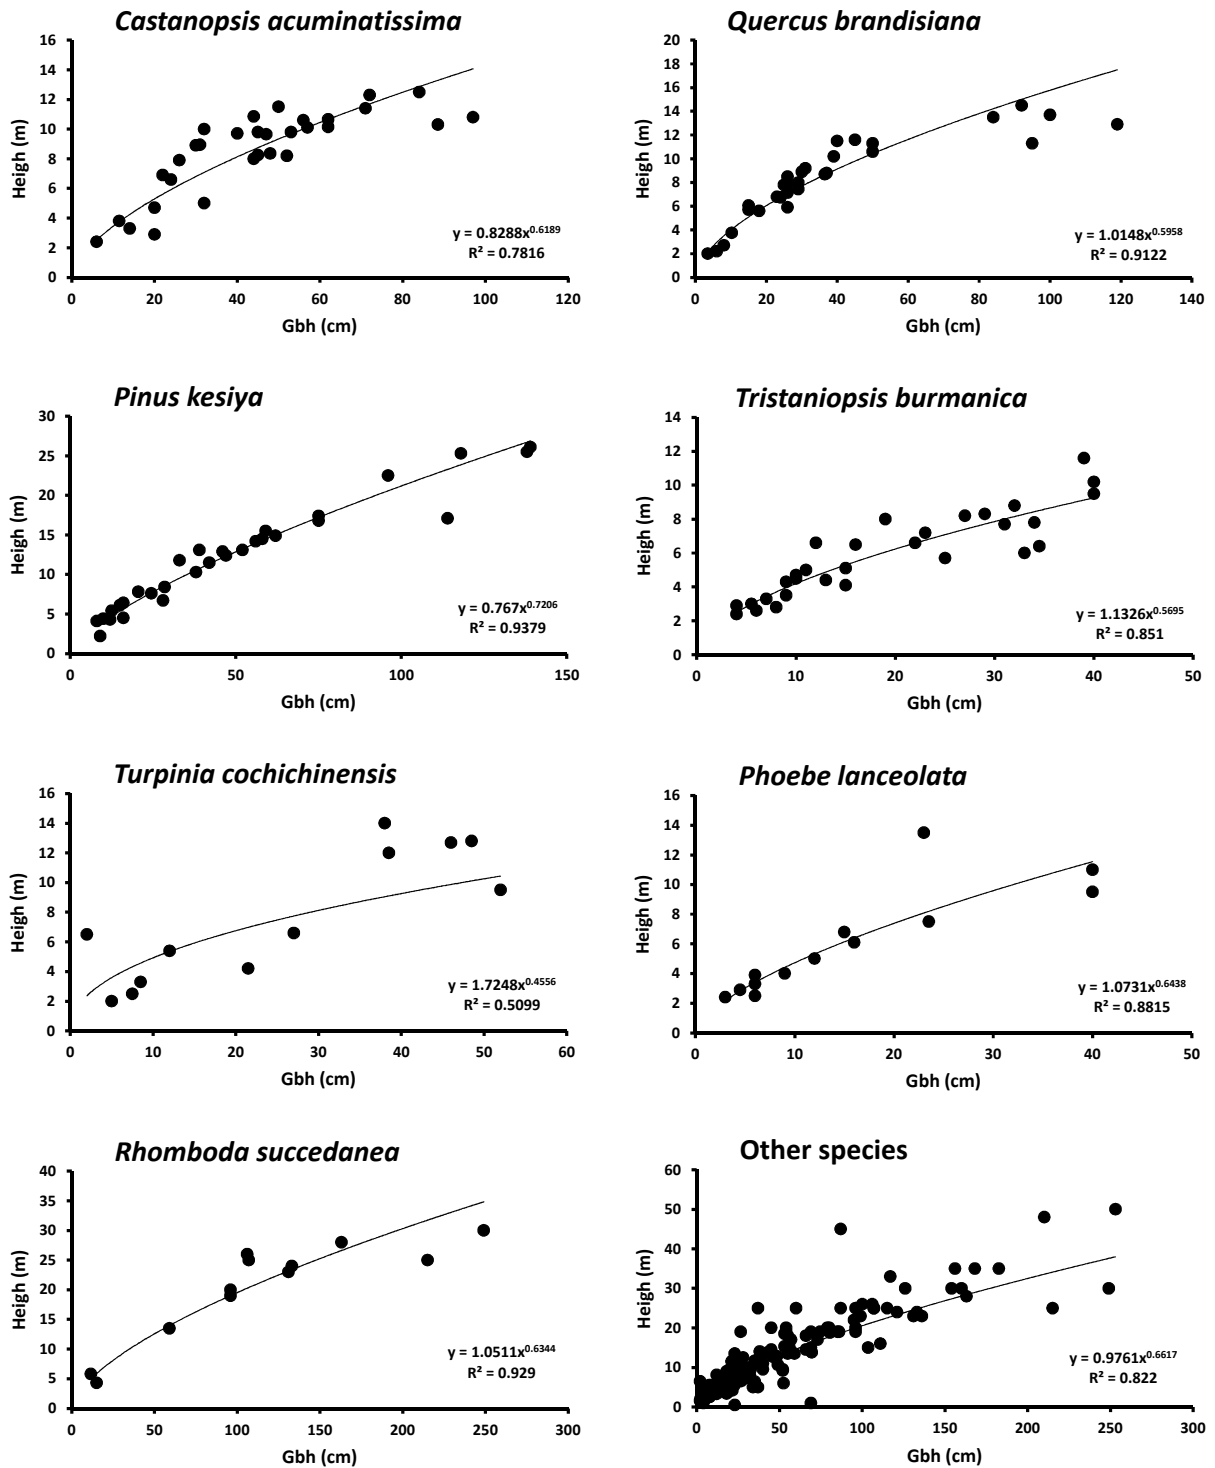 Castanopsis acuminatissima
16
14
12
10
8
6
4
2
0
Heigh (m)
y = 0.8288x^0.6189
R² = 0.7816
0 20 40 60 80 100 120
Gbh (cm)
Quercus brandisiana
20
18
16
14
12
10
8
6
4
2
0
Heigh (m)
y = 1.0148x^0.5958
R² = 0.9122
0 20 40 60 80 100 120 140
Gbh (cm)
Pinus kesiya
30
25
20
15
10
5
0
Heigh (m)
y = 0.767x^0.7206
R² = 0.9379
0 50 100 150
Gbh (cm)
Tristaniopsis burmanica
14
12
10
8
6
4
2
0
Heigh (m)
y = 1.1326x^0.5695
R² = 0.851
0 10 20 30 40 50
Gbh (cm)
Turpinia cochichinensis
16
14
12
10
8
6
4
2
0
Heigh (m)
y = 1.7248x^0.4556
R² = 0.5099
0 10 20 30 40 50 60
Gbh (cm)
Phoebe lanceolata
16
14
12
10
8
6
4
2
0
Heigh (m)
y = 1.0731x^0.6438
R² = 0.8815
0 10 20 30 40 50
Gbh (cm)
Rhomboda succedanea
40
35
30
25
20
15
10
5
0
Heigh (m)
y = 1.0511x^0.6344
R² = 0.929
0 50 100 150 200 250 300
Gbh (cm)
Other species
60
50
40
30
20
10
0
Heigh (m)
y = 0.9761x^0.6617
R² = 0.822
0 50 100 150 200 250 300
Gbh (cm)